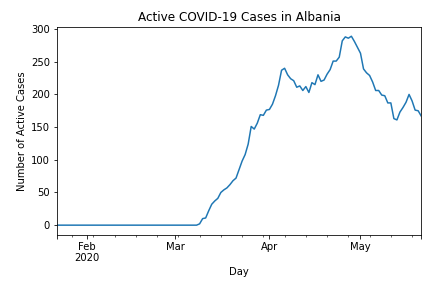 Active COVID-19 Cases in Albania
Number of Active Cases
300
250
200
150
100
50
0
Feb
2020
Mar
Apr
May
Day